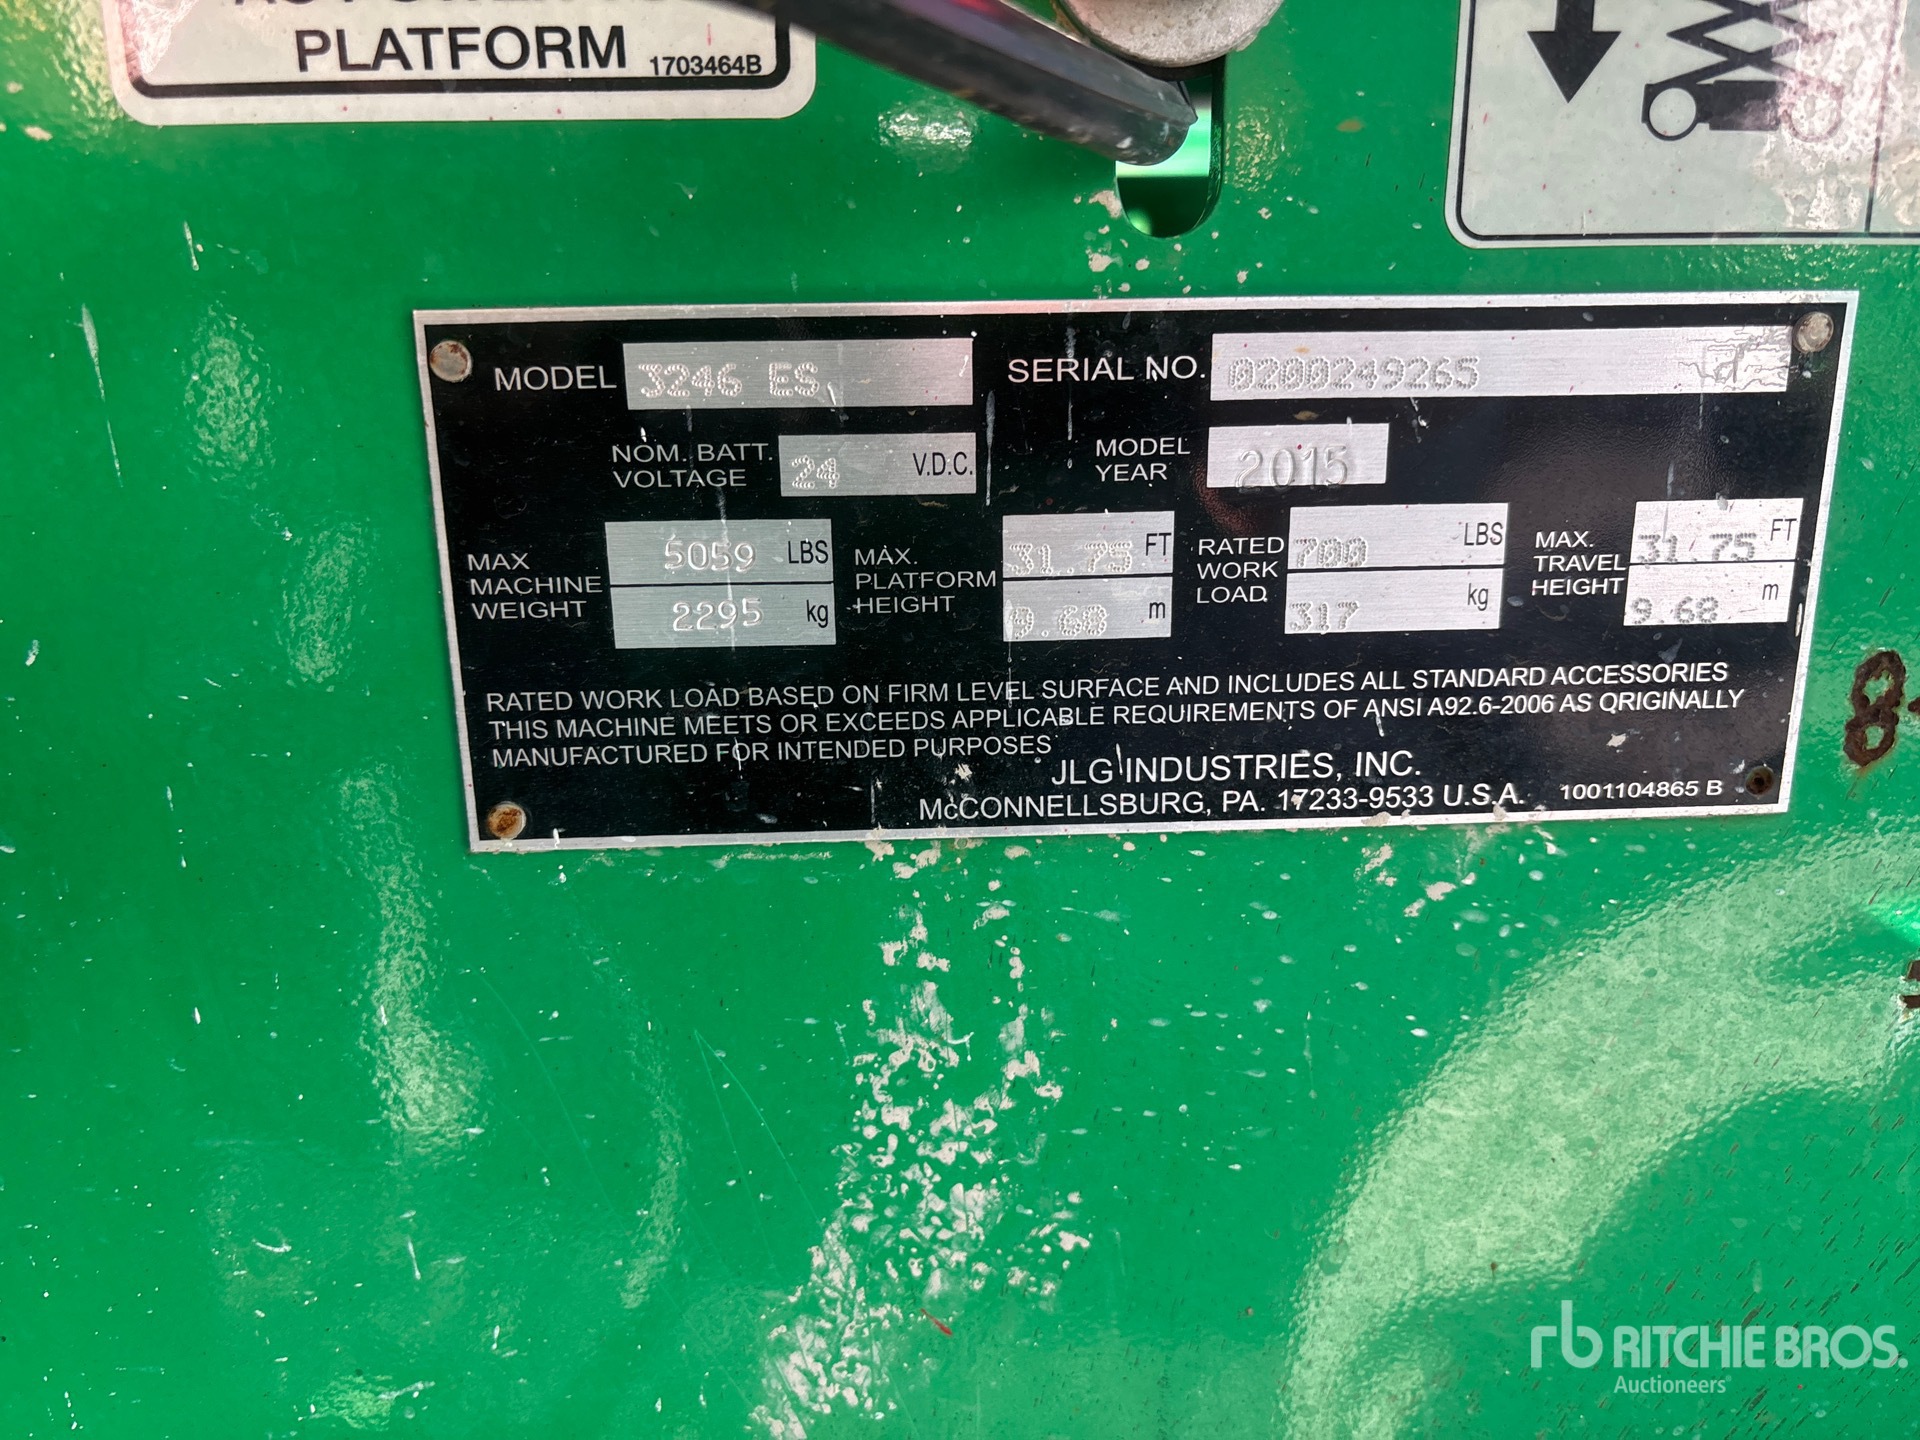 PLATFORM 1703464B
MODEL 3246 ES SERIAL NO. 0200249265
NOM. BATT. VOLTAGE 24 V.D.C. MODEL YEAR 2015
MAX MACHINE WEIGHT 5059 LBS 2295 kg
MAX. PLATFORM HEIGHT 31.75 FT 9.68 m
RATED WORK LOAD 700 LBS 317 kg
MAX. TRAVEL HEIGHT 31.75 FT 9.68 m
RATED WORK LOAD BASED ON FIRM LEVEL SURFACE AND INCLUDES ALL STANDARD ACCESSORIES
THIS MACHINE MEETS OR EXCEEDS APPLICABLE REQUIREMENTS OF ANSI A92.6-2006 AS ORIGINALLY
MANUFACTURED FOR INTENDED PURPOSES
JLG INDUSTRIES, INC.
McCONNELLSBURG, PA. 17233-9533 U.S.A. 1001104865 B
8
rb RITCHIE BROS.
Auctioneers